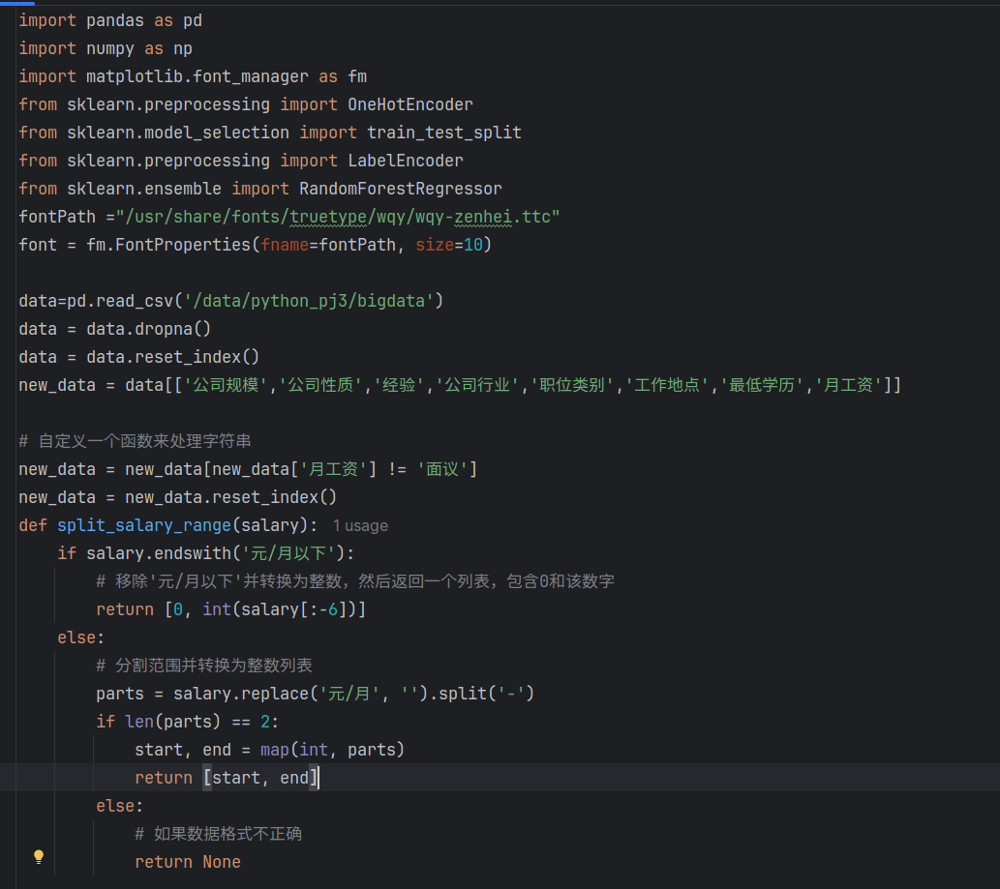 import pandas as pd
import numpy as np
import matplotlib.font_manager as fm
from sklearn.preprocessing import OneHotEncoder
from sklearn.model_selection import train_test_split
from sklearn.preprocessing import LabelEncoder
from sklearn.ensemble import RandomForestRegressor
fontPath ="/usr/share/fonts/truetype/wqy/wqy-zenhei.ttc"
font = fm.FontProperties(fname=fontPath, size=10)

data=pd.read_csv('/data/python_pj3/bigdata')
data = data.dropna()
data = data.reset_index()
new_data = data[['公司规模','公司性质','经验','公司行业','职位类别','工作地点','最低学历','月工资']]

# 自定义一个函数来处理字符串
new_data = new_data[new_data['月工资'] != '面议']
new_data = new_data.reset_index()
def split_salary_range(salary): 1 usage
    if salary.endswith('元/月以下'):
        # 移除'元/月以下'并转换为整数，然后返回一个列表，包含0和该数字
        return [0, int(salary[:-6])]
    else:
        # 分割范围并转换为整数列表
        parts = salary.replace('元/月', '').split('-')
        if len(parts) == 2:
            start, end = map(int, parts)
            return [start, end]
        else:
            # 如果数据格式不正确
            return None